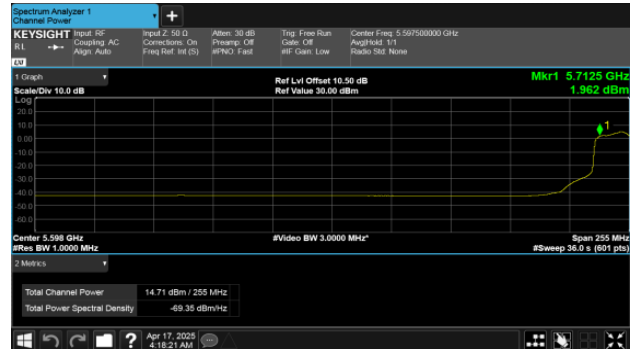 Spectrum Analyzer 1
Channel Power
+
KEYSIGHT
RL
LXI
Input: RF
Coupling: AC
Align: Auto
Input Z: 50 Ω
Corrections: On
Freq Ref: Int (S)
Atten: 30 dB
Preamp: Off
#PNO: Fast
Trig: Free Run
Gate: Off
#IF Gain: Low
Center Freq: 5.597500000 GHz
Avg|Hold: 1/1
Radio Std: None
1 Graph
Scale/Div 10.0 dB
Ref Lvl Offset 10.50 dB
Ref Value 30.00 dBm
Mkr1 5.7125 GHz
1.962 dBm
Log
20.0
10.0
0.00
-10.0
-20.0
-30.0
-40.0
-50.0
-60.0
1
Center 5.598 GHz
#Res BW 1.0000 MHz
#Video BW 3.0000 MHz*
Span 255 MHz
#Sweep 36.0 s (601 pts)
2 Metrics
Total Channel Power 14.71 dBm / 255 MHz
Total Power Spectral Density -69.35 dBm/Hz
?
Apr 17, 2025
4:18:21 AM